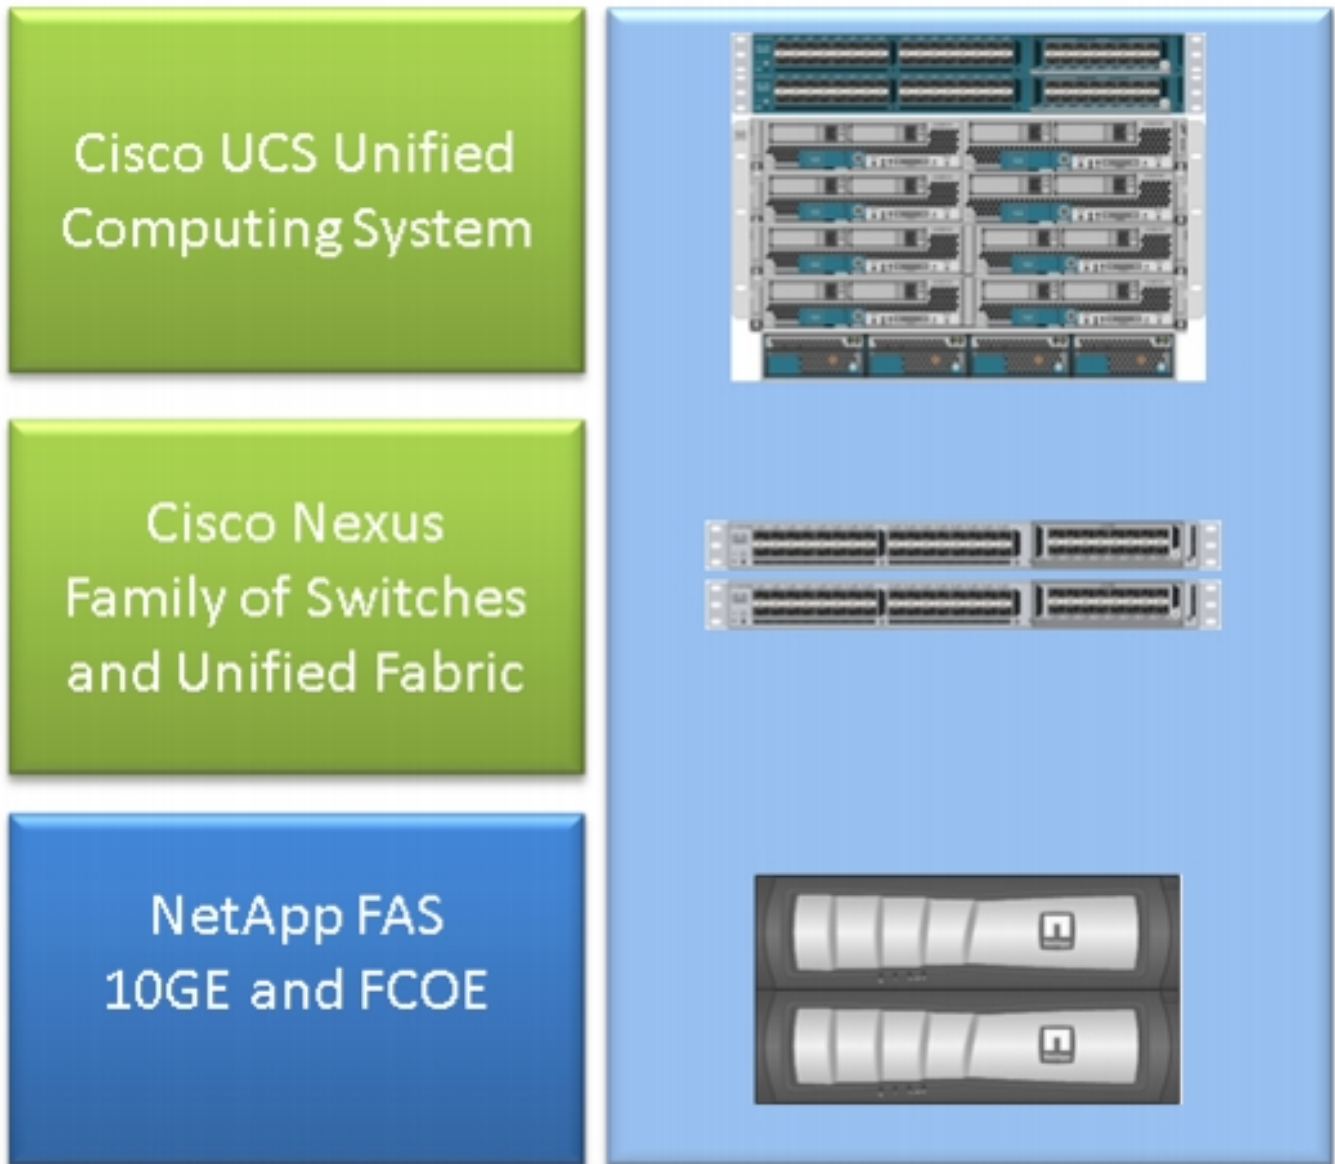 Cisco UCS Unified
Computing System
Cisco Nexus
Family of Switches
and Unified Fabric
NetApp FAS
10GE and FCOE